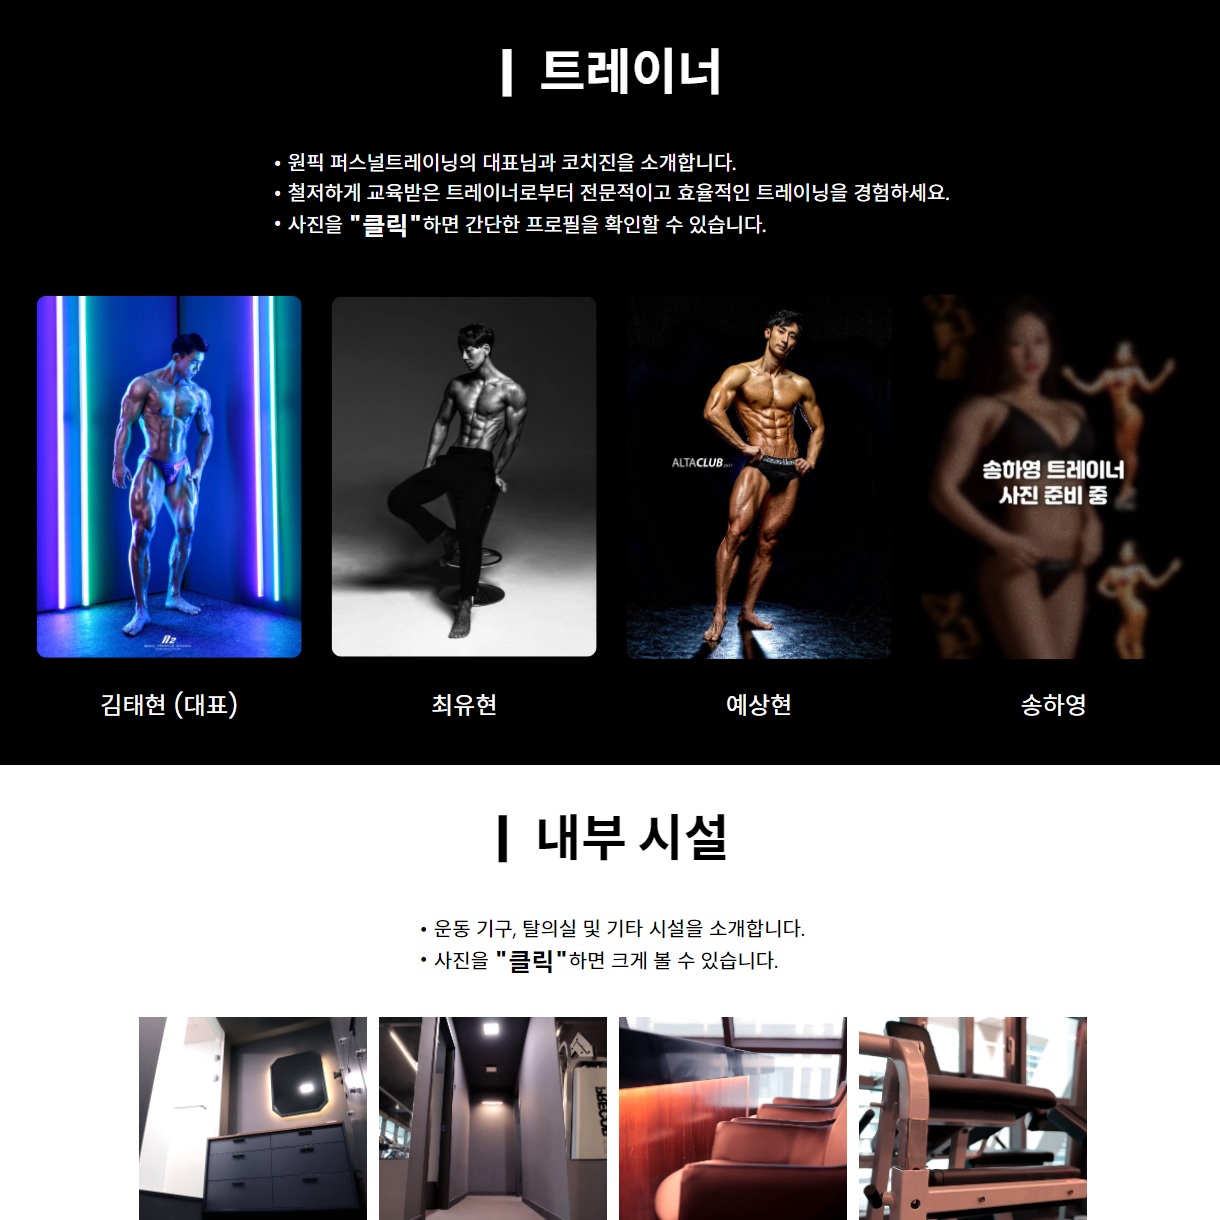 트레이너
• 원픽 퍼스널트레이닝의 대표님과 코치진을 소개합니다.
• 철저하게 교육받은 트레이너로부터 전문적이고 효율적인 트레이닝을 경험하세요.
• 사진을 "클릭"하면 간단한 프로필을 확인할 수 있습니다.
ALTACLUB
송하영 트레이너
사진 준비 중
김태현 (대표)
최유현
예상현
송하영
내부 시설
• 운동 기구, 탈의실 및 기타 시설을 소개합니다.
• 사진을 "클릭"하면 크게 볼 수 있습니다.